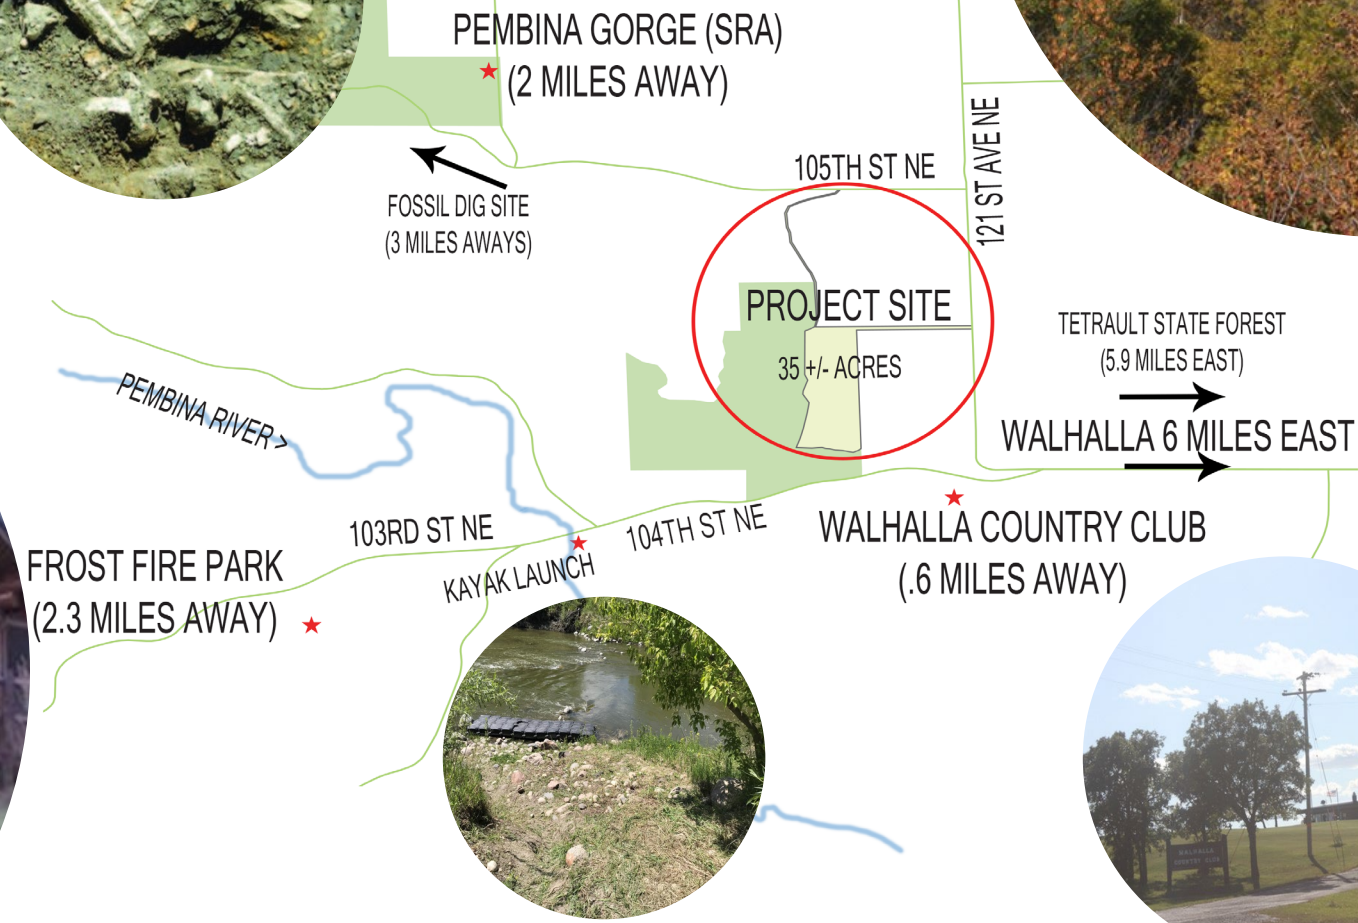 PEMBINA GORGE (SRA)
(2 MILES AWAY)
105TH ST NE
121 ST AVE NE
FOSSIL DIG SITE
(3 MILES AWAYS)
PROJECT SITE
35 +/- ACRES
TETRAULT STATE FOREST
(5.9 MILES EAST)
WALHALLA 6 MILES EAST
PEMBINA RIVER >
103RD ST NE
104TH ST NE
KAYAK LAUNCH
WALHALLA COUNTRY CLUB
(.6 MILES AWAY)
FROST FIRE PARK
(2.3 MILES AWAY)
WALHALLA
COUNTRY CLUB